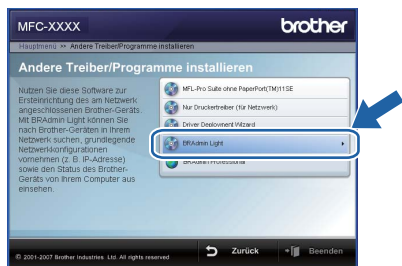 MFC-XXXX
brother
Hauptmenü >> Andere Treiber/Programme installieren
Andere Treiber/Programme installieren
Nutzen Sie diese Software zur
Ersteinrichtung des am Netzwerk
angeschlossenen Brother-Geräts.
Mit BRAdmin Light können Sie
nach Brother-Geräten in Ihrem
Netzwerk suchen, grundlegende
Netzwerkkonfigurationen
vornehmen (z. B. IP-Adresse)
sowie den Status des Brother-
Geräts von Ihrem Computer aus
einsehen.
MFL-Pro Suite ohne PaperPort(TM)11SE
Nur Druckertreiber (für Netzwerk)
Driver Deployment Wizard
BRAdmin Light
BRAdmin Professional
© 2001-2007 Brother Industries Ltd. All rights reserved
Zurück
Beenden